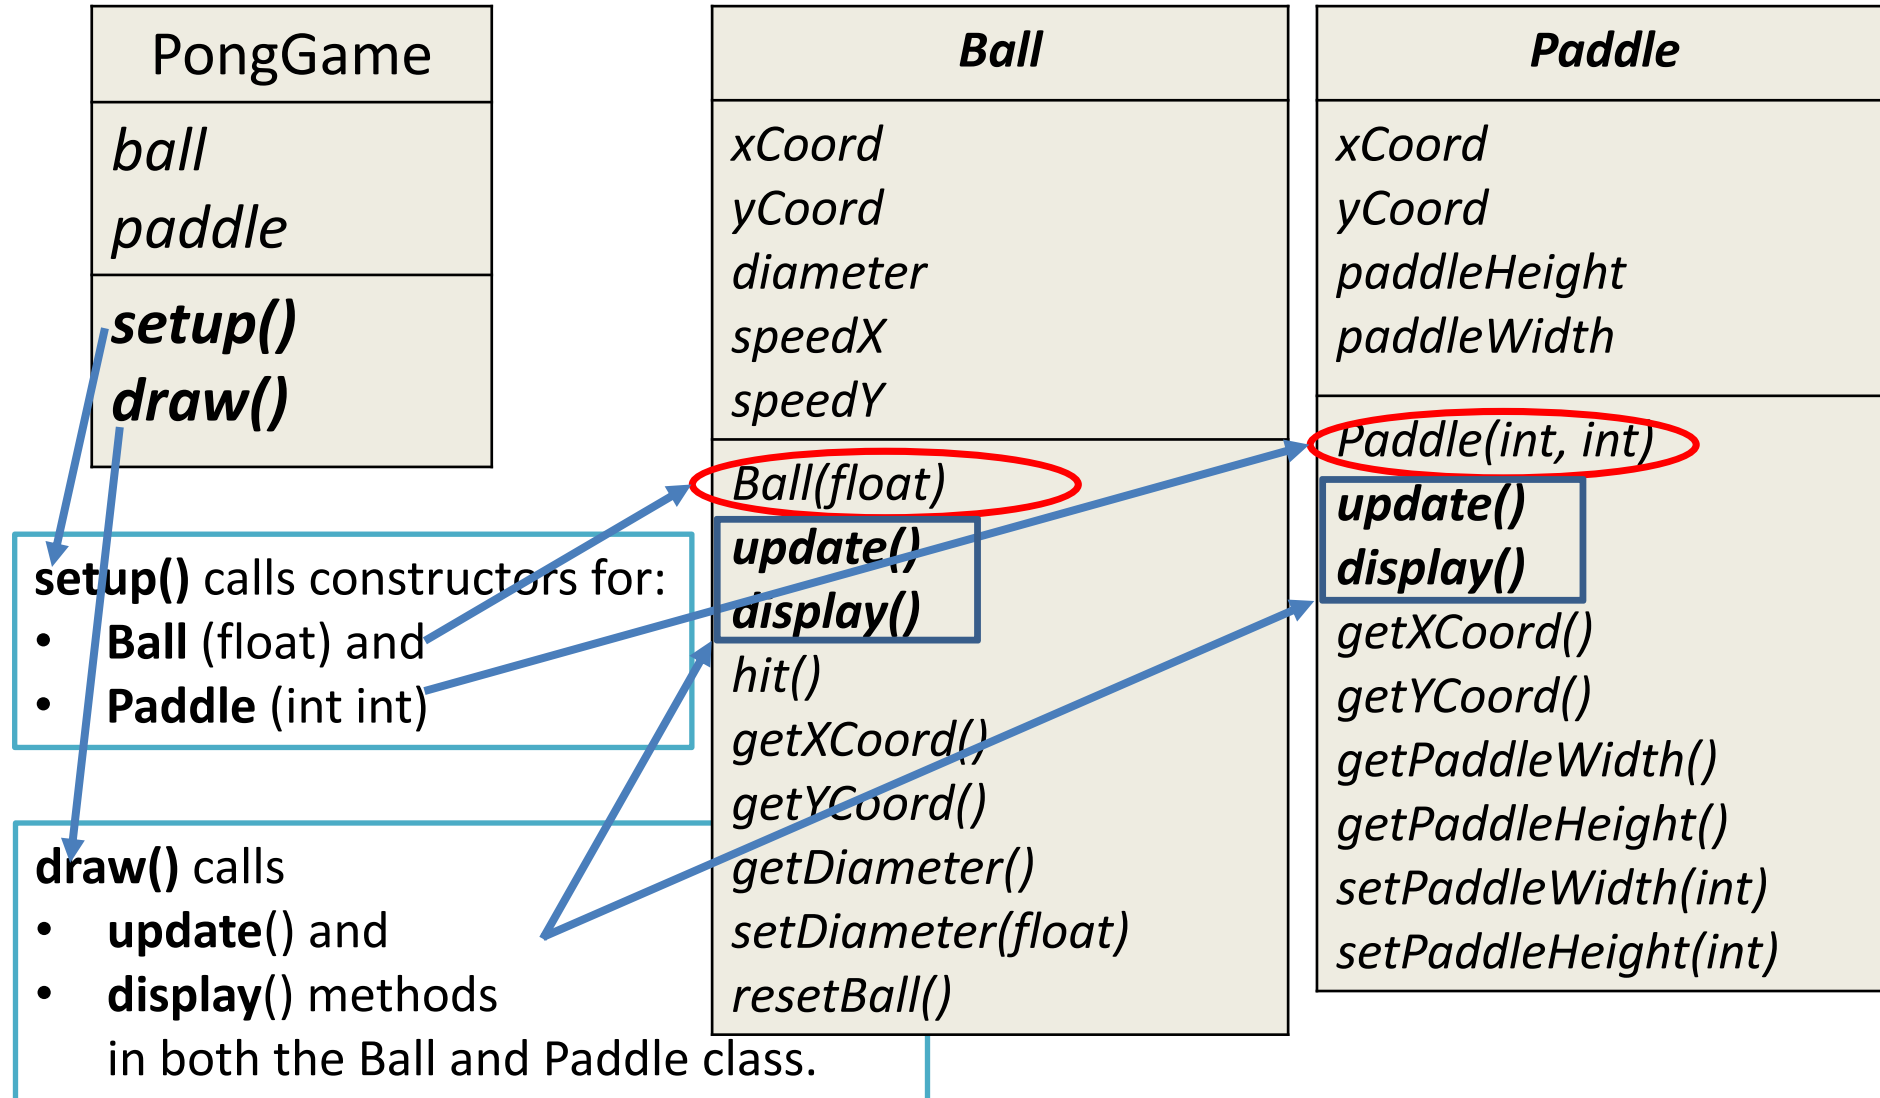 PongGame
ball
paddle
setup()
draw()
setup() calls constructors for:
• Ball (float) and
• Paddle (int int)
draw() calls
• update() and
• display() methods
in both the Ball and Paddle class.
Ball
xCoord
yCoord
diameter
speedX
speedY
Ball(float)
update()
display()
hit()
getXCoord()
getYCoord()
getDiameter()
setDiameter(float)
resetBall()
Paddle
xCoord
yCoord
paddleHeight
paddleWidth
Paddle(int, int)
update()
display()
getXCoord()
getYCoord()
getPaddleWidth()
getPaddleHeight()
setPaddleWidth(int)
setPaddleHeight(int)